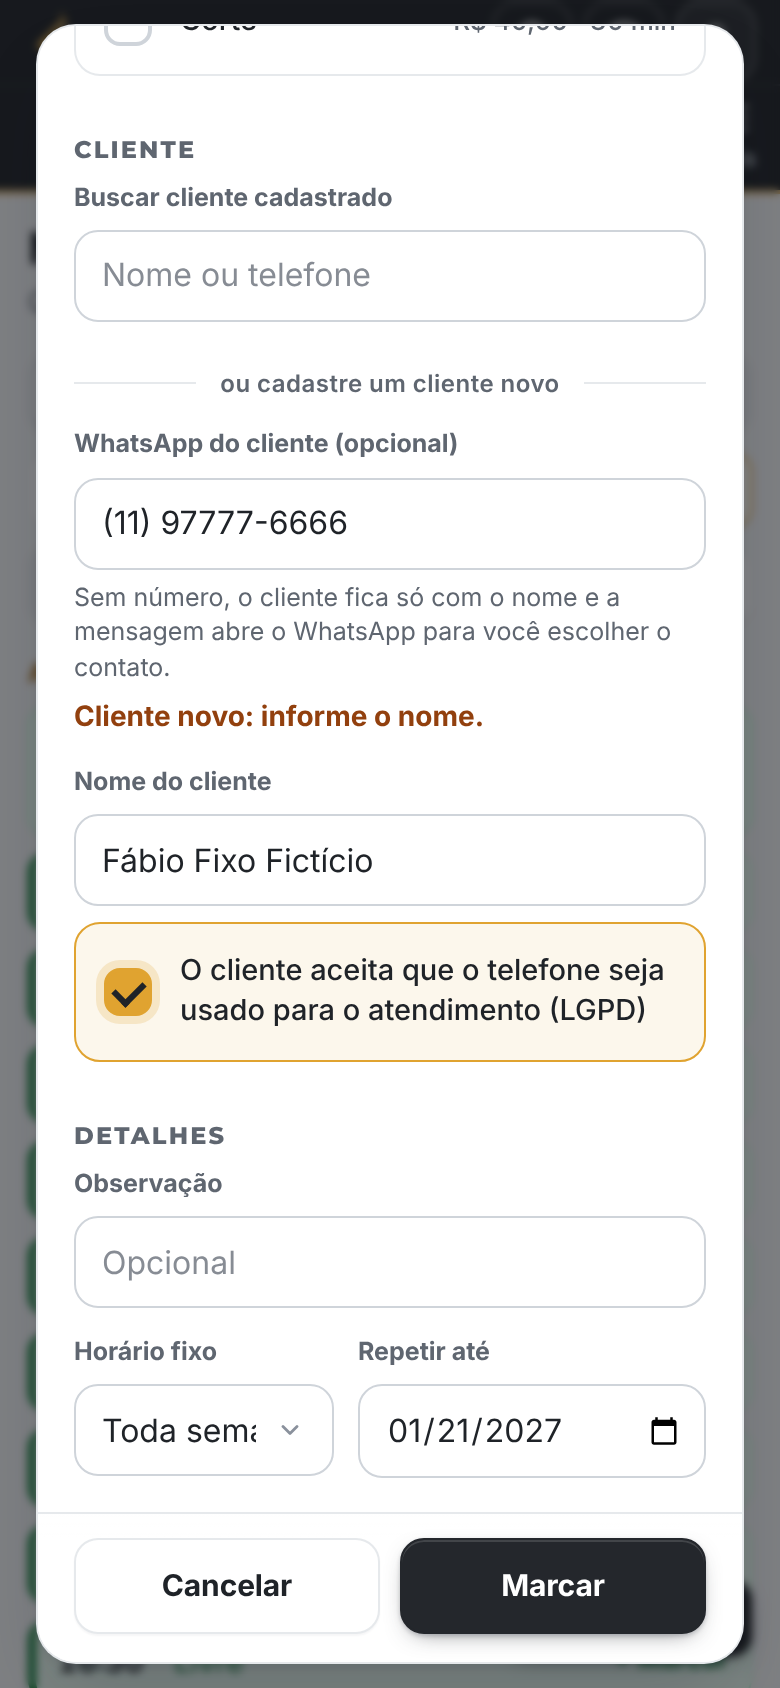 CLIENTE
Buscar cliente cadastrado
Nome ou telefone
ou cadastre um cliente novo
WhatsApp do cliente (opcional)
(11) 97777-6666
Sem número, o cliente fica só com o nome e a
mensagem abre o WhatsApp para você escolher o
contato.
Cliente novo: informe o nome.
Nome do cliente
Fábio Fixo Fictício
O cliente aceita que o telefone seja
usado para o atendimento (LGPD)
DETALHES
Observação
Opcional
Horário fixo
Repetir até
Toda sema
01/21/2027
Cancelar
Marcar